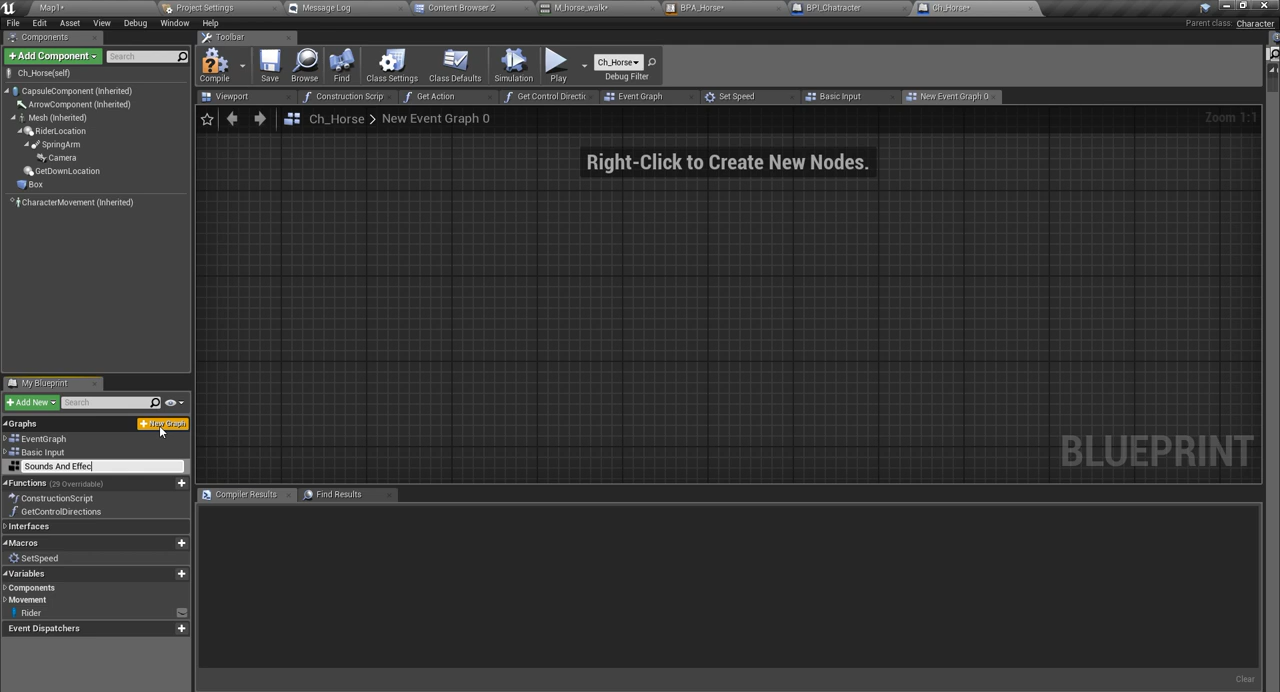 Map1*
Project Settings
Message Log
Content Browser 2
M_horse_walk*
BPA_Horse*
BPI_Chatracter
Ch_Horse*
File Edit Asset View Debug Window Help
Parent class: Character
Components
Toolbar
+Add Component
Search
Ch_Horse(self)
CapsuleComponent (Inherited)
ArrowComponent (Inherited)
Mesh (Inherited)
RiderLocation
SpringArm
Camera
GetDownLocation
Box
CharacterMovement (Inherited)
Compile
Save
Browse
Find
Class Settings
Class Defaults
Simulation
Play
Ch_Horse
Debug Filter
Viewport
Construction Scrip
Get Action
Get Control Directi
Event Graph
Set Speed
Basic Input
New Event Graph 0
Ch_Horse > New Event Graph 0
Zoom 1:1
Right-Click to Create New Nodes.
BLUEPRINT
My Blueprint
+Add New
Search
Graphs
+New Graph
EventGraph
Basic Input
Sounds And Effec
Functions (29 Overridable)
ConstructionScript
GetControlDirections
Interfaces
Macros
SetSpeed
Variables
Components
Movement
Rider
Event Dispatchers
Compiler Results
Find Results
Clear